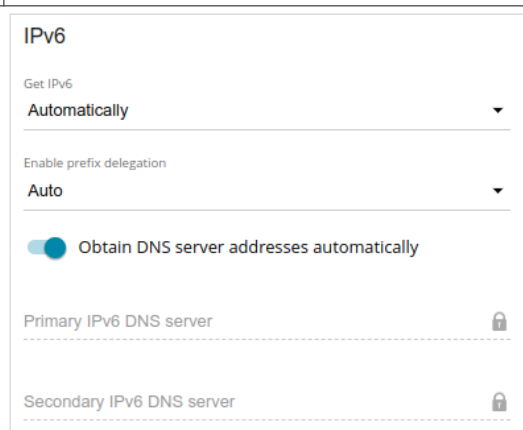 IPv6
Get IPv6
Automatically
Enable prefix delegation
Auto
Obtain DNS server addresses automatically
Primary IPv6 DNS server
Secondary IPv6 DNS server